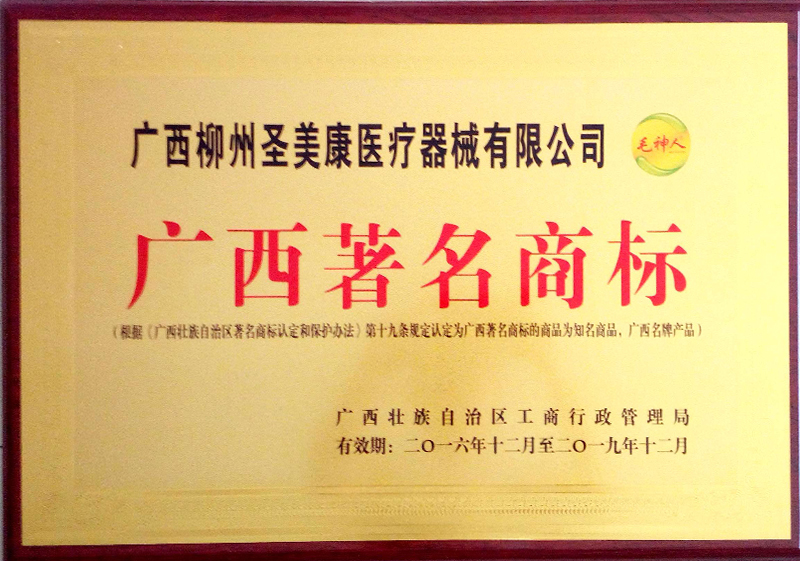 广西柳州圣美康医疗器械有限公司
毛神人
广西著名商标
（根据《广西壮族自治区著名商标认定和保护办法》第十九条规定认定为广西著名商标的商品为知名商品，广西名牌产品）
广西壮族自治区工商行政管理局
有效期：二〇一六年十二月至二〇一九年十二月